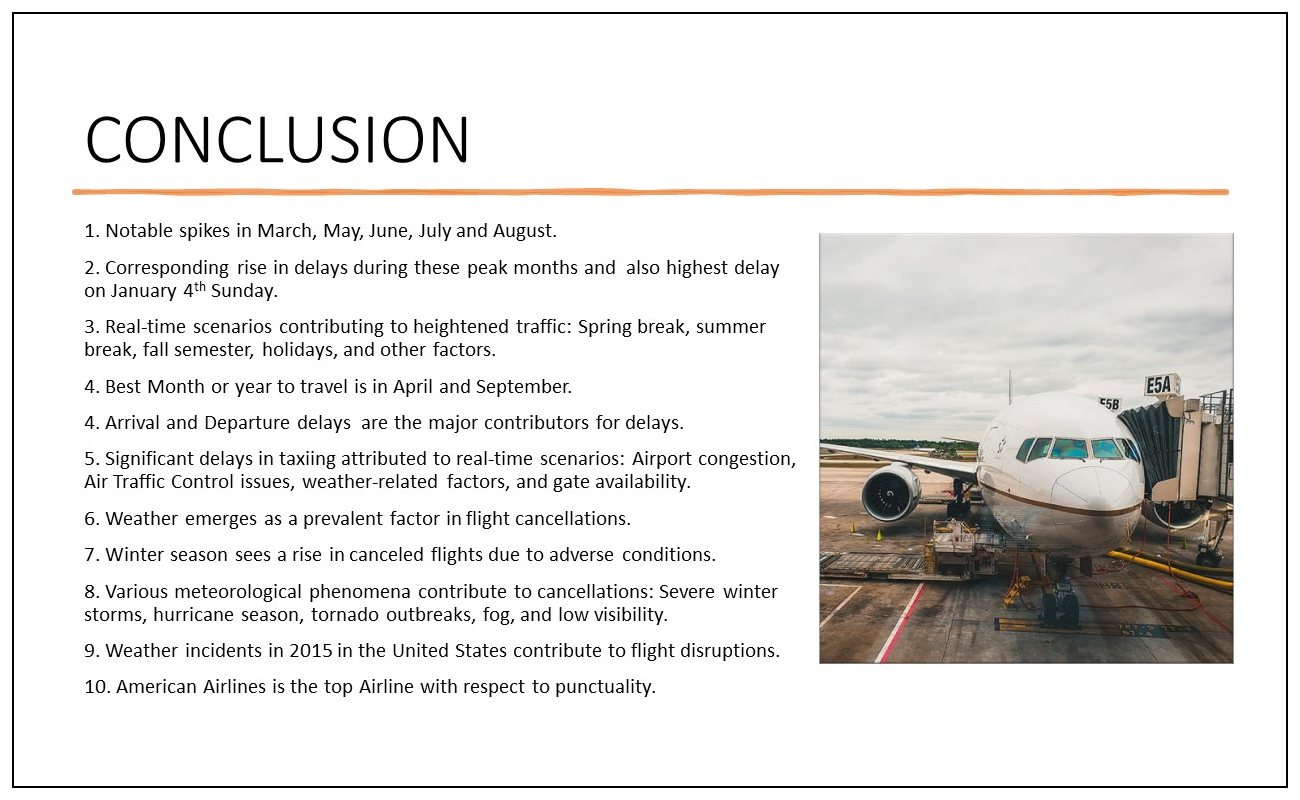 CONCLUSION
1. Notable spikes in March, May, June, July and August.
2. Corresponding rise in delays during these peak months and also highest delay
on January 4th Sunday.
3. Real-time scenarios contributing to heightened traffic: Spring break, summer
break, fall semester, holidays, and other factors.
4. Best Month or year to travel is in April and September.
4. Arrival and Departure delays are the major contributors for delays.
5. Significant delays in taxiing attributed to real-time scenarios: Airport congestion,
Air Traffic Control issues, weather-related factors, and gate availability.
6. Weather emerges as a prevalent factor in flight cancellations.
7. Winter season sees a rise in canceled flights due to adverse conditions.
8. Various meteorological phenomena contribute to cancellations: Severe winter
storms, hurricane season, tornado outbreaks, fog, and low visibility.
9. Weather incidents in 2015 in the United States contribute to flight disruptions.
10. American Airlines is the top Airline with respect to punctuality.
E5A
E5B